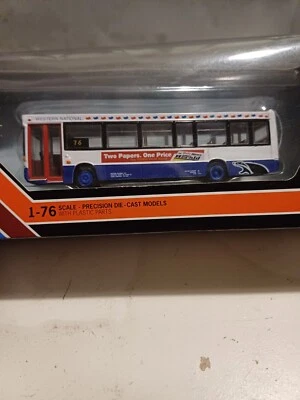 WESTERN NATIONAL
76
Two Papers. One Price
1-76 SCALE - PRECISION DIE-CAST MODELS
WITH PLASTIC PARTS